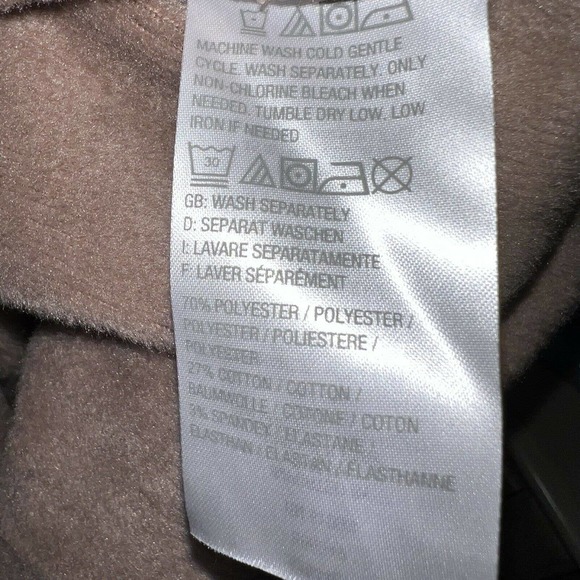 MACHINE WASH COLD GENTLE
CYCLE. WASH SEPARATELY. ONLY
NON-CHLORINE BLEACH WHEN
NEEDED. TUMBLE DRY LOW. LOW
IRON IF NEEDED
30
GB: WASH SEPARATELY
D: SEPARAT WASCHEN
I: LAVARE SEPARATAMENTE
F: LAVER SÉPARÉMENT
70% POLYESTER / POLYESTER /
POLYESTER / POLIESTERE /
POLYESTER
27% COTTON / COTTON /
BAUMWOLLE / COTONE / COTON
3% SPANDEX / ELASTANE /
ELASTHAN / ELASTAN / ÉLASTHANNE